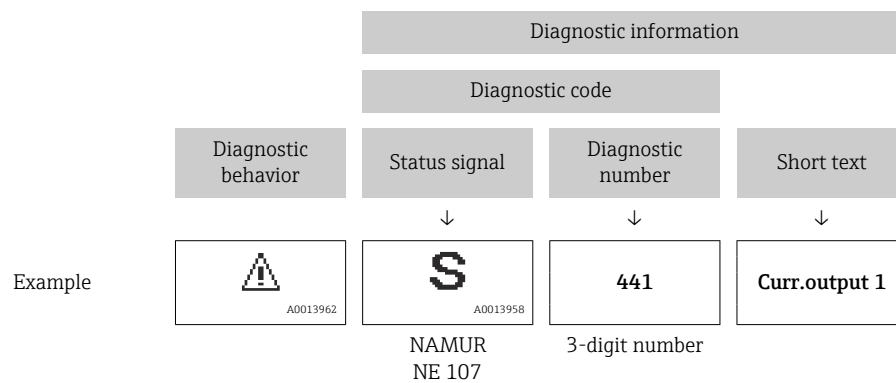 Diagnostic information
Diagnostic code
Diagnostic
behavior
Status signal
Diagnostic
number
Short text
↓ ↓ ↓
Example
A0013962
S
A0013958
441
Curr.output 1
NAMUR
NE 107
3-digit number